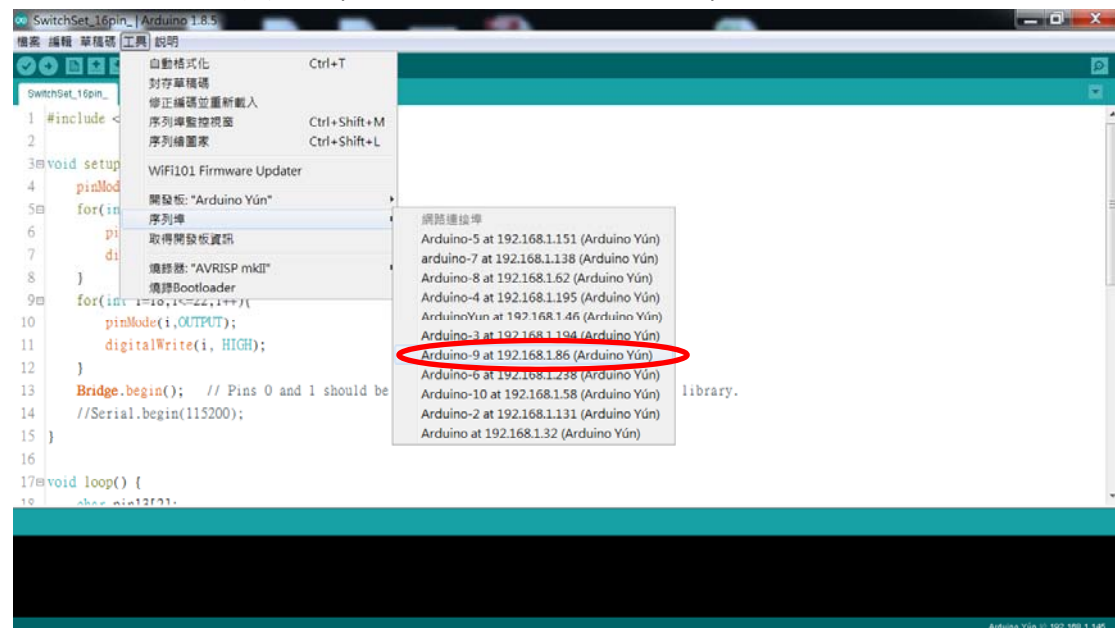 SwitchSet_16pin_ | Arduino 1.8.5
檔案 編輯 草稿碼 工具 說明
SwitchSet_16pin_
自動格式化 Ctrl+T
封存草稿碼
修正編碼並重新載入
序列埠監控視窗 Ctrl+Shift+M
序列繪圖家 Ctrl+Shift+L
WiFi101 Firmware Updater
開發板: "Arduino Yún"
序列埠
取得開發板資訊
燒錄器: "AVRISP mkII"
燒錄Bootloader
網路連接埠
Arduino-5 at 192.168.1.151 (Arduino Yún)
arduino-7 at 192.168.1.138 (Arduino Yún)
Arduino-8 at 192.168.1.62 (Arduino Yún)
Arduino-4 at 192.168.1.195 (Arduino Yún)
ArduinoYun at 192.168.1.46 (Arduino Yún)
Arduino-3 at 192.168.1.194 (Arduino Yún)
Arduino-9 at 192.168.1.86 (Arduino Yún)
Arduino-6 at 192.168.1.238 (Arduino Yún)
Arduino-10 at 192.168.1.58 (Arduino Yún)
Arduino-2 at 192.168.1.131 (Arduino Yún)
Arduino at 192.168.1.32 (Arduino Yún)
1 #include <
2
3 void setup
4 pinMod
5 for(in
6 pi
7 di
8 }
9 for(int i=18;i<=22;i++){
10 pinMode(i,OUTPUT);
11 digitalWrite(i, HIGH);
12 }
13 Bridge.begin(); // Pins 0 and 1 should be library.
14 //Serial.begin(115200);
15 }
16
17 void loop() {
18 char pin13[2];
Arduino Yún 於 192.168.1.145